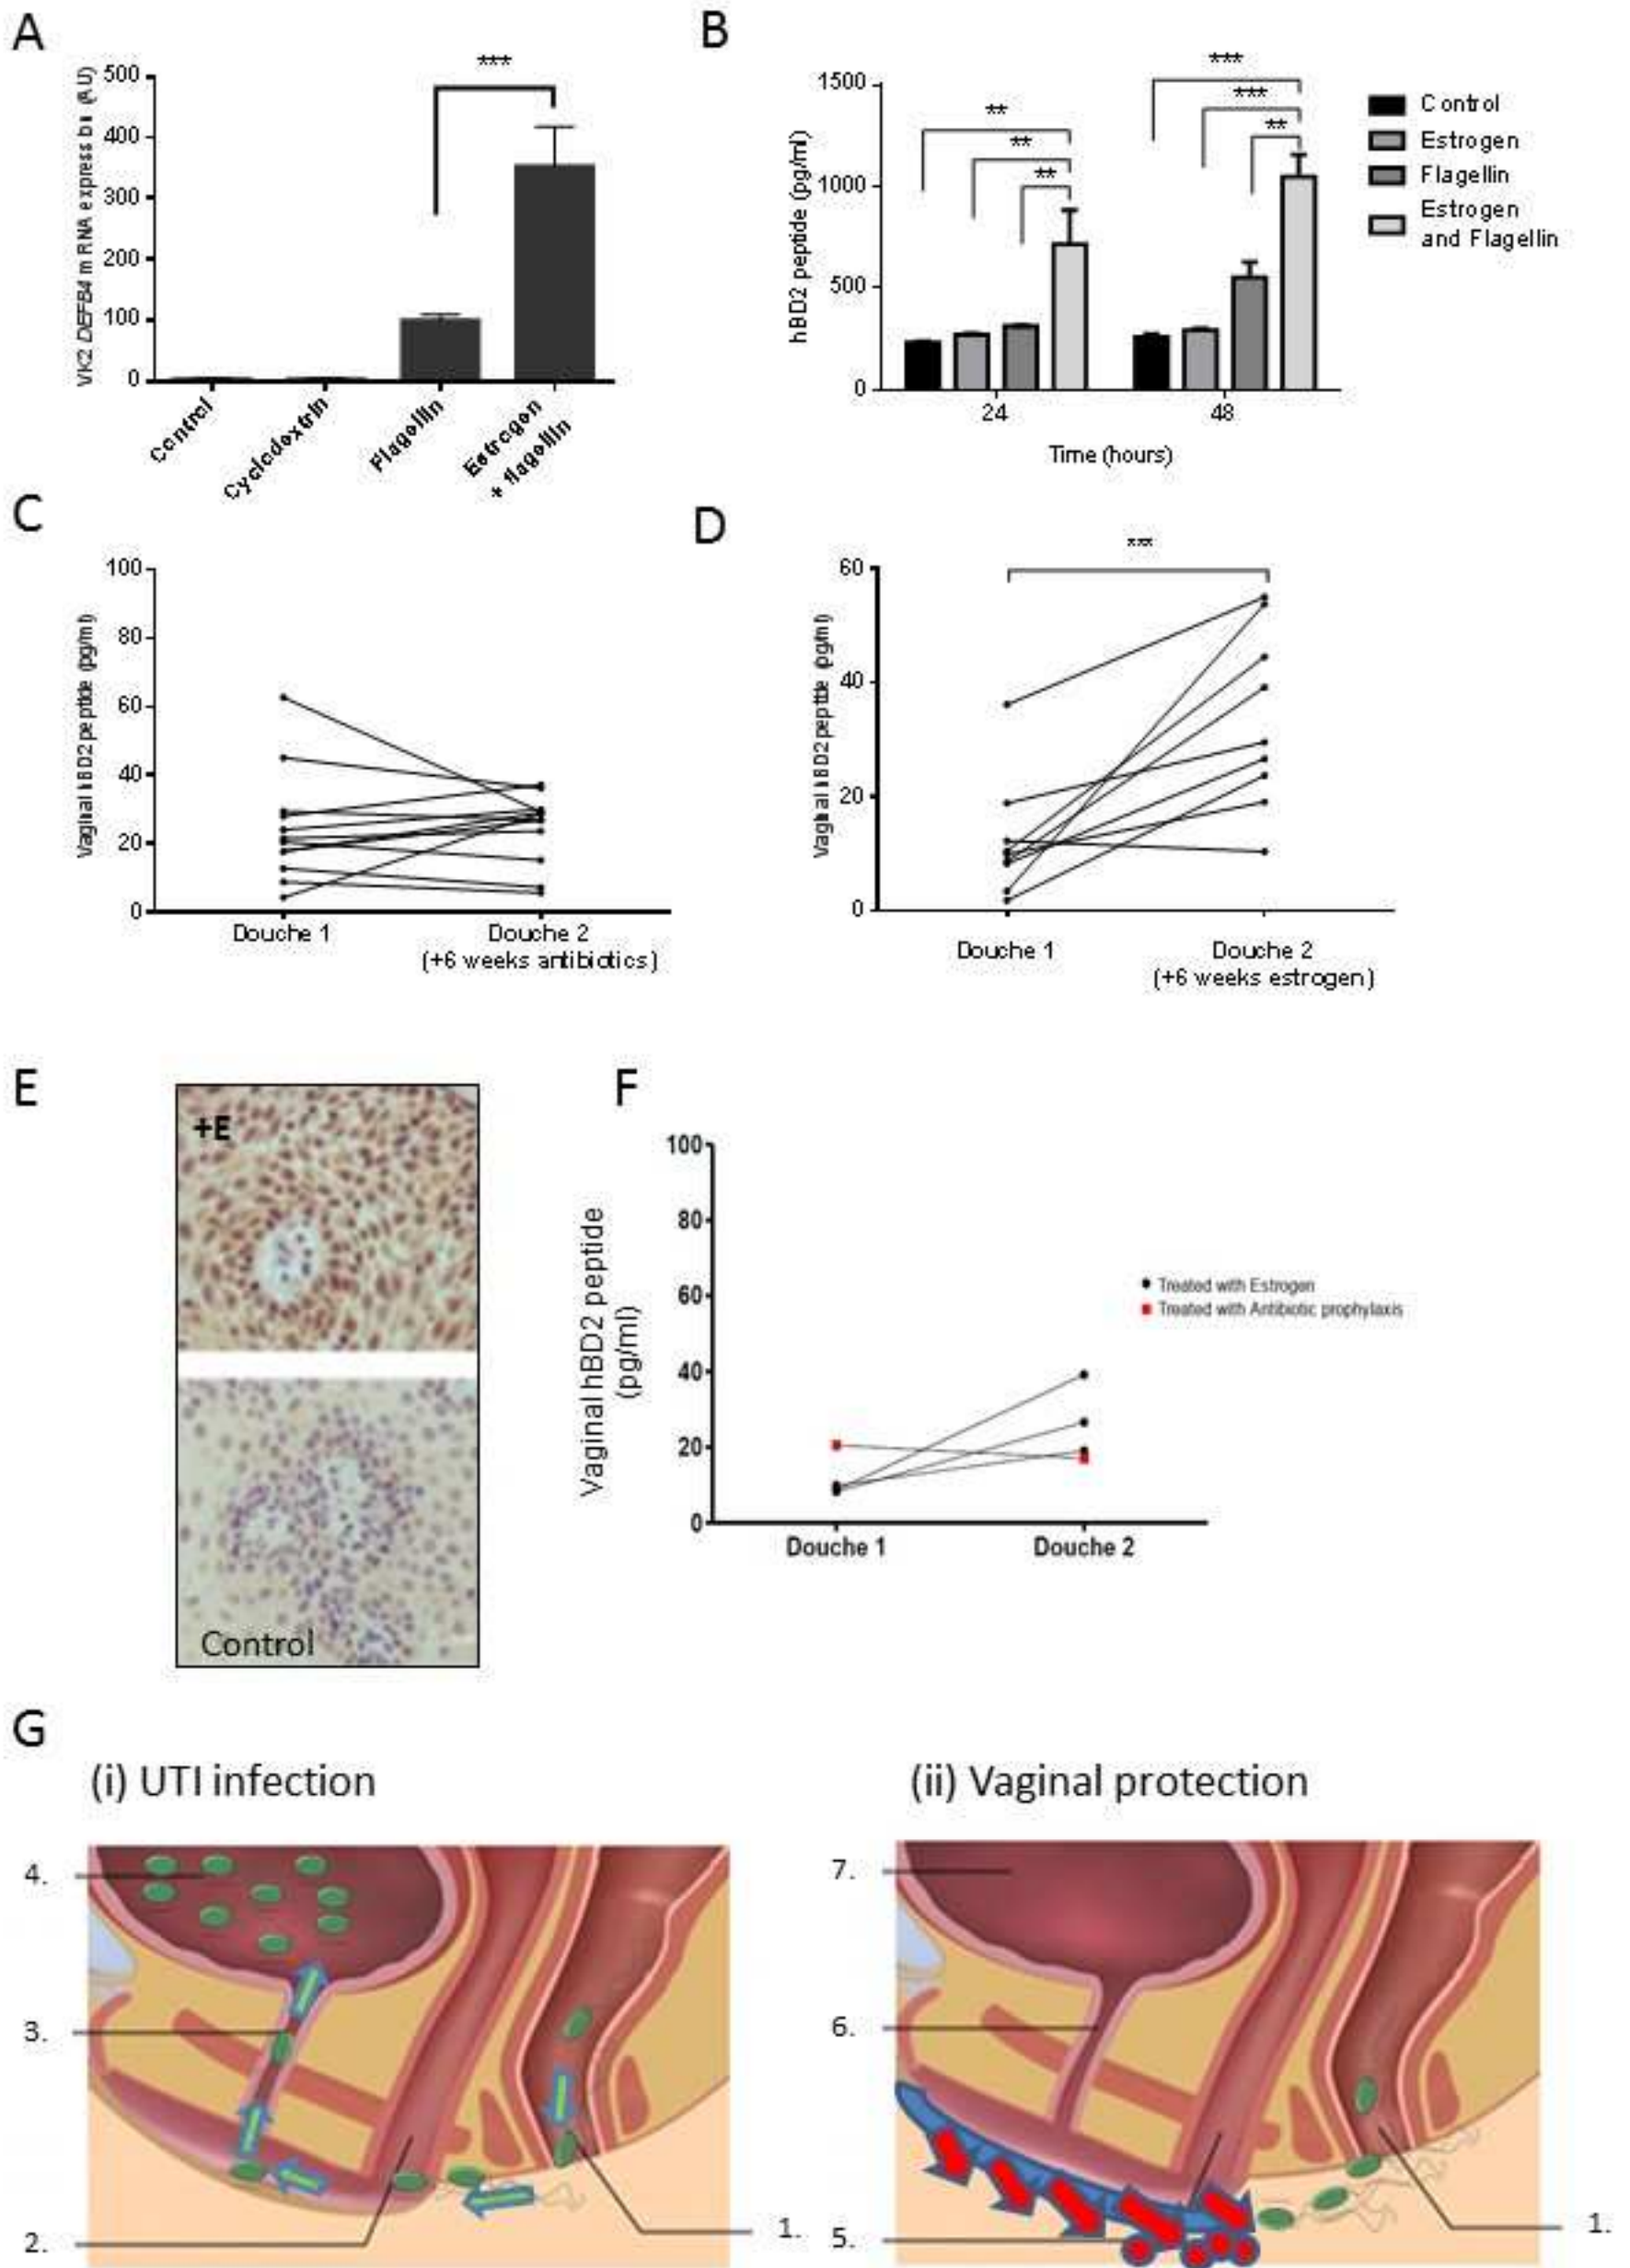 A
VK2 DEFB4 mRNA expression (AU)
500
400
300
200
100
0
***
Control
Cyclodextrin
Flagellin
Estrogen
+ flagellin
B
hBD2 peptide (pg/ml)
1500
1000
500
0
**
**
**
***
***
**
24
48
Time (hours)
Control
Estrogen
Flagellin
Estrogen
and Flagellin
C
Vaginal hBD2 peptide (pg/ml)
100
80
60
40
20
0
Douche 1
Douche 2
(+6 weeks antibiotics)
D
Vaginal hBD2 peptide (pg/ml)
60
40
20
0
***
Douche 1
Douche 2
(+6 weeks estrogen)
E
+E
Control
F
Vaginal hBD2 peptide
(pg/ml)
100
80
60
40
20
0
Douche 1
Douche 2
Treated with Estrogen
Treated with Antibiotic prophylaxis
G
(i) UTI infection
4.
3.
2.
1.
(ii) Vaginal protection
7.
6.
5.
1.